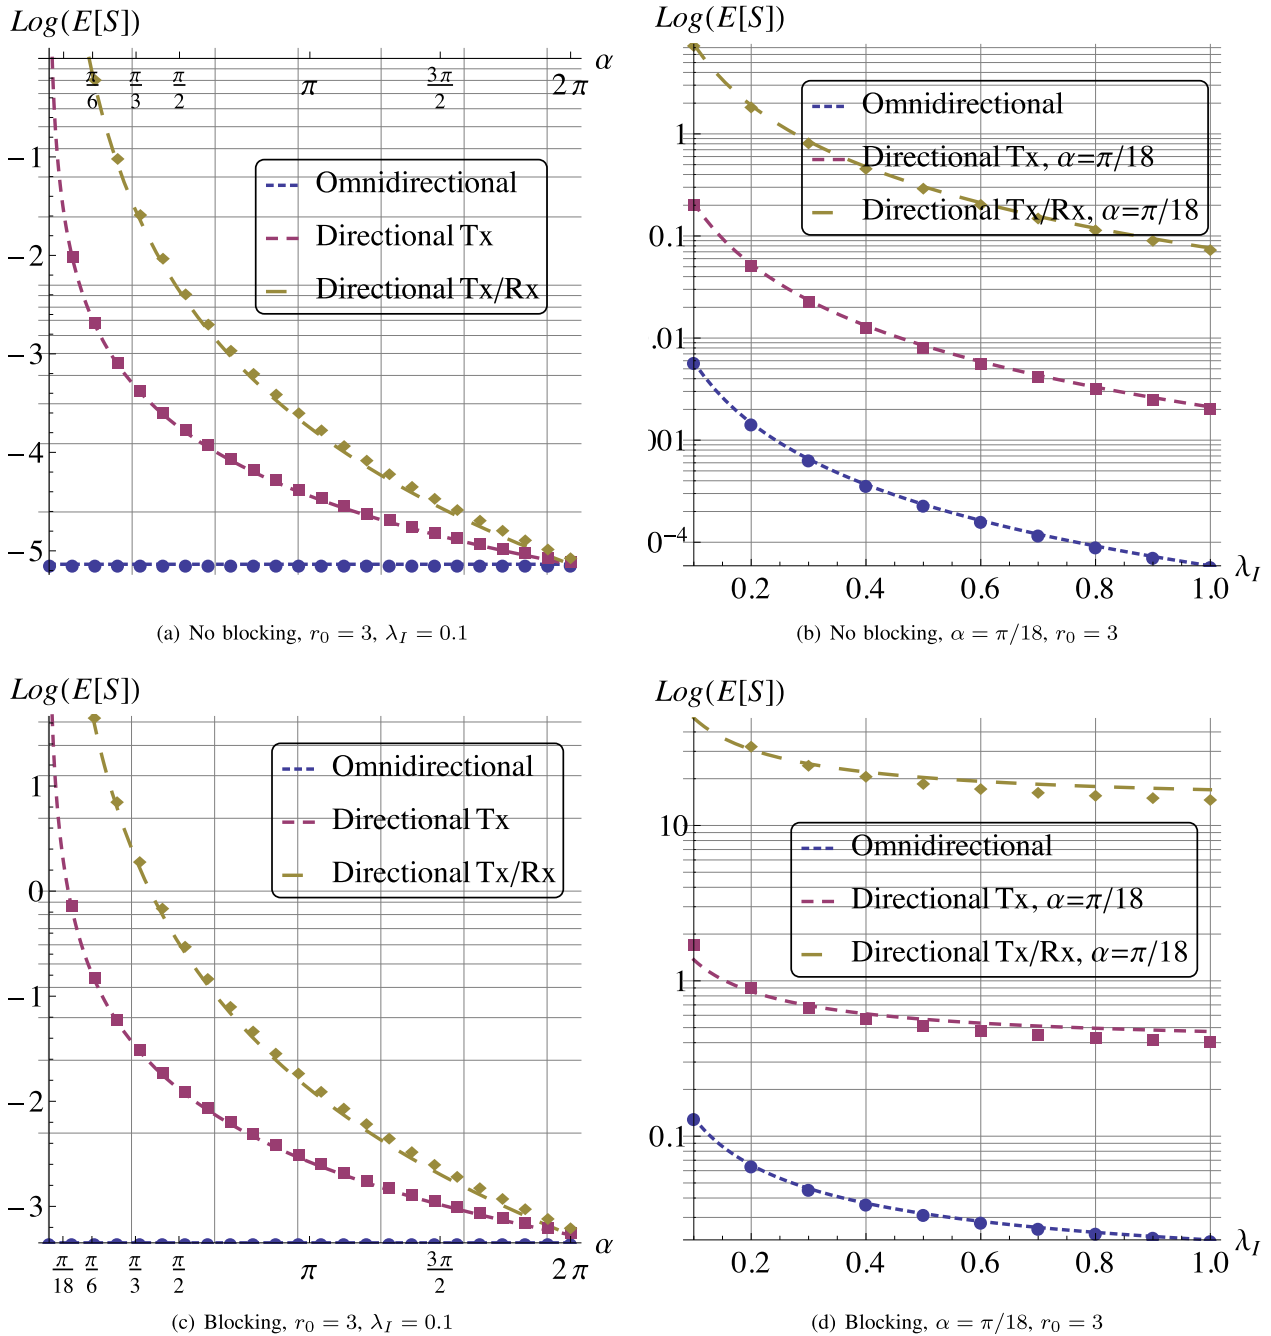 Log(E[S])
α
π/6 π/3 π/2 π 3π/2 2π
−1
−2
−3
−4
−5
Omnidirectional
Directional Tx
Directional Tx/Rx
(a) No blocking, r₀ = 3, λ_I = 0.1
Log(E[S])
1
0.1
.01
001
0−4
Omnidirectional
Directional Tx, α=π/18
Directional Tx/Rx, α=π/18
0.2 0.4 0.6 0.8 1.0
λ_I
(b) No blocking, α = π/18, r₀ = 3
Log(E[S])
1
0
−1
−2
−3
Omnidirectional
Directional Tx
Directional Tx/Rx
π/18 π/6 π/3 π/2 π 3π/2 2π
α
(c) Blocking, r₀ = 3, λ_I = 0.1
Log(E[S])
10
1
0.1
Omnidirectional
Directional Tx, α=π/18
Directional Tx/Rx, α=π/18
0.2 0.4 0.6 0.8 1.0
λ_I
(d) Blocking, α = π/18, r₀ = 3